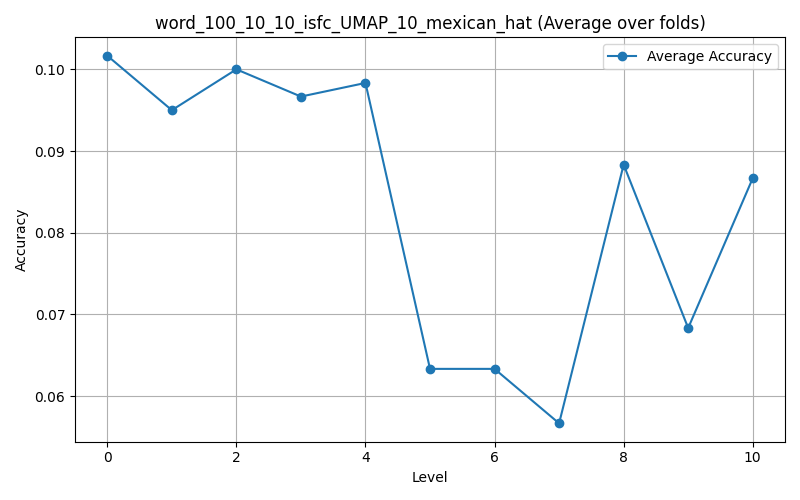 word_100_10_10_isfc_UMAP_10_mexican_hat (Average over folds)
Average Accuracy
0.10
0.09
0.08
0.07
0.06
Accuracy
0 2 4 6 8 10
Level